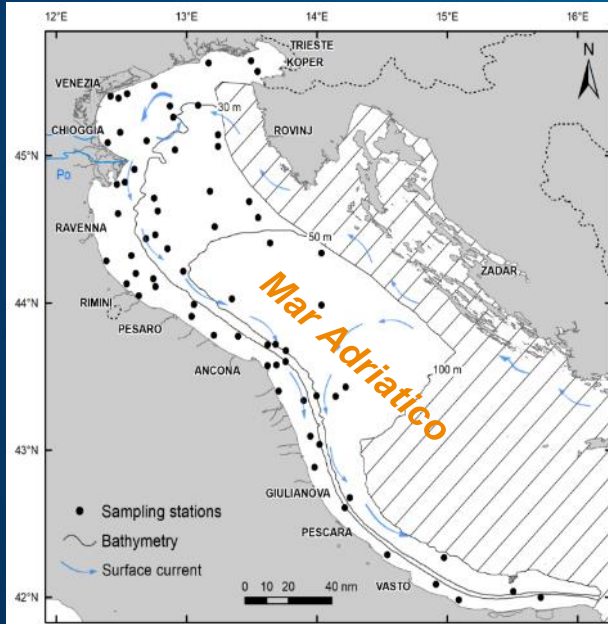 12°E 13°E 14°E 15°E 16°E
TRIESTE
KOPER
N
VENEZIA
30 m
CHIOGGIA
ROVINJ
45°N
Po
RAVENNA
50 m
ZADAR
44°N
RIMINI
Mar Adriatico
PESARO
ANCONA
100 m
43°N
GIULIANOVA
Sampling stations
PESCARA
Bathymetry
Surface current
VASTO
0 10 20 40 nm
42°N